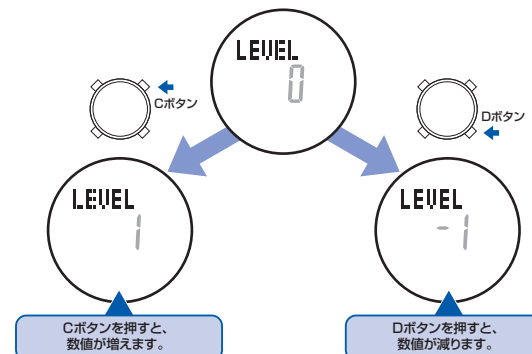 LEVEL
0
Cボタン
Dボタン
LEVEL
1
LEVEL
-1
Cボタンを押すと、
数値が増えます。
Dボタンを押すと、
数値が減ります。